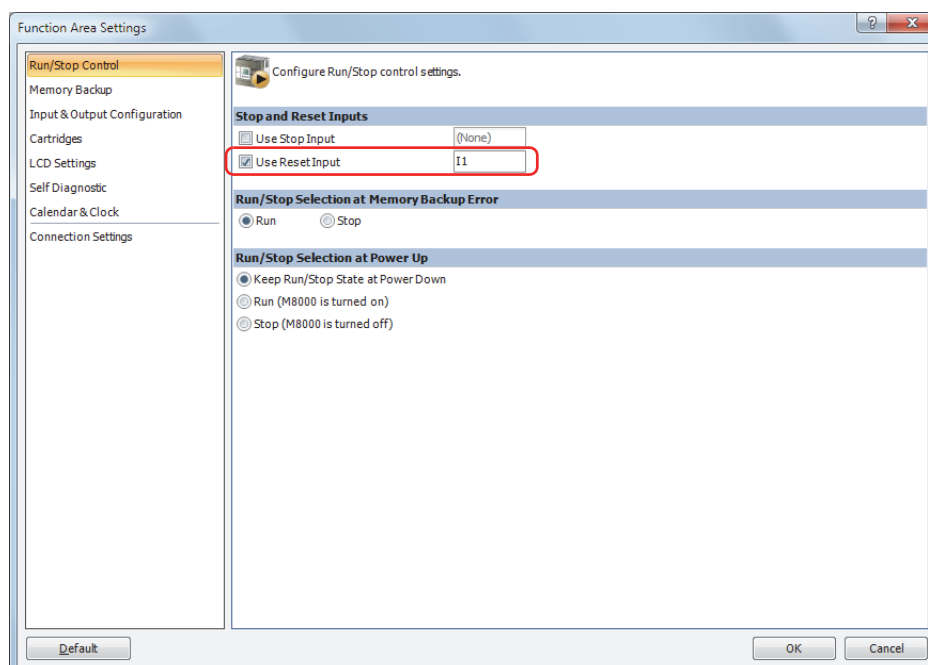 Function Area Settings
?
Run/Stop Control
Memory Backup
Input & Output Configuration
Cartridges
LCD Settings
Self Diagnostic
Calendar & Clock
Connection Settings
Configure Run/Stop control settings.
Stop and Reset Inputs
Use Stop Input (None)
Use Reset Input I1
Run/Stop Selection at Memory Backup Error
Run Stop
Run/Stop Selection at Power Up
Keep Run/Stop State at Power Down
Run (M8000 is turned on)
Stop (M8000 is turned off)
Default OK Cancel